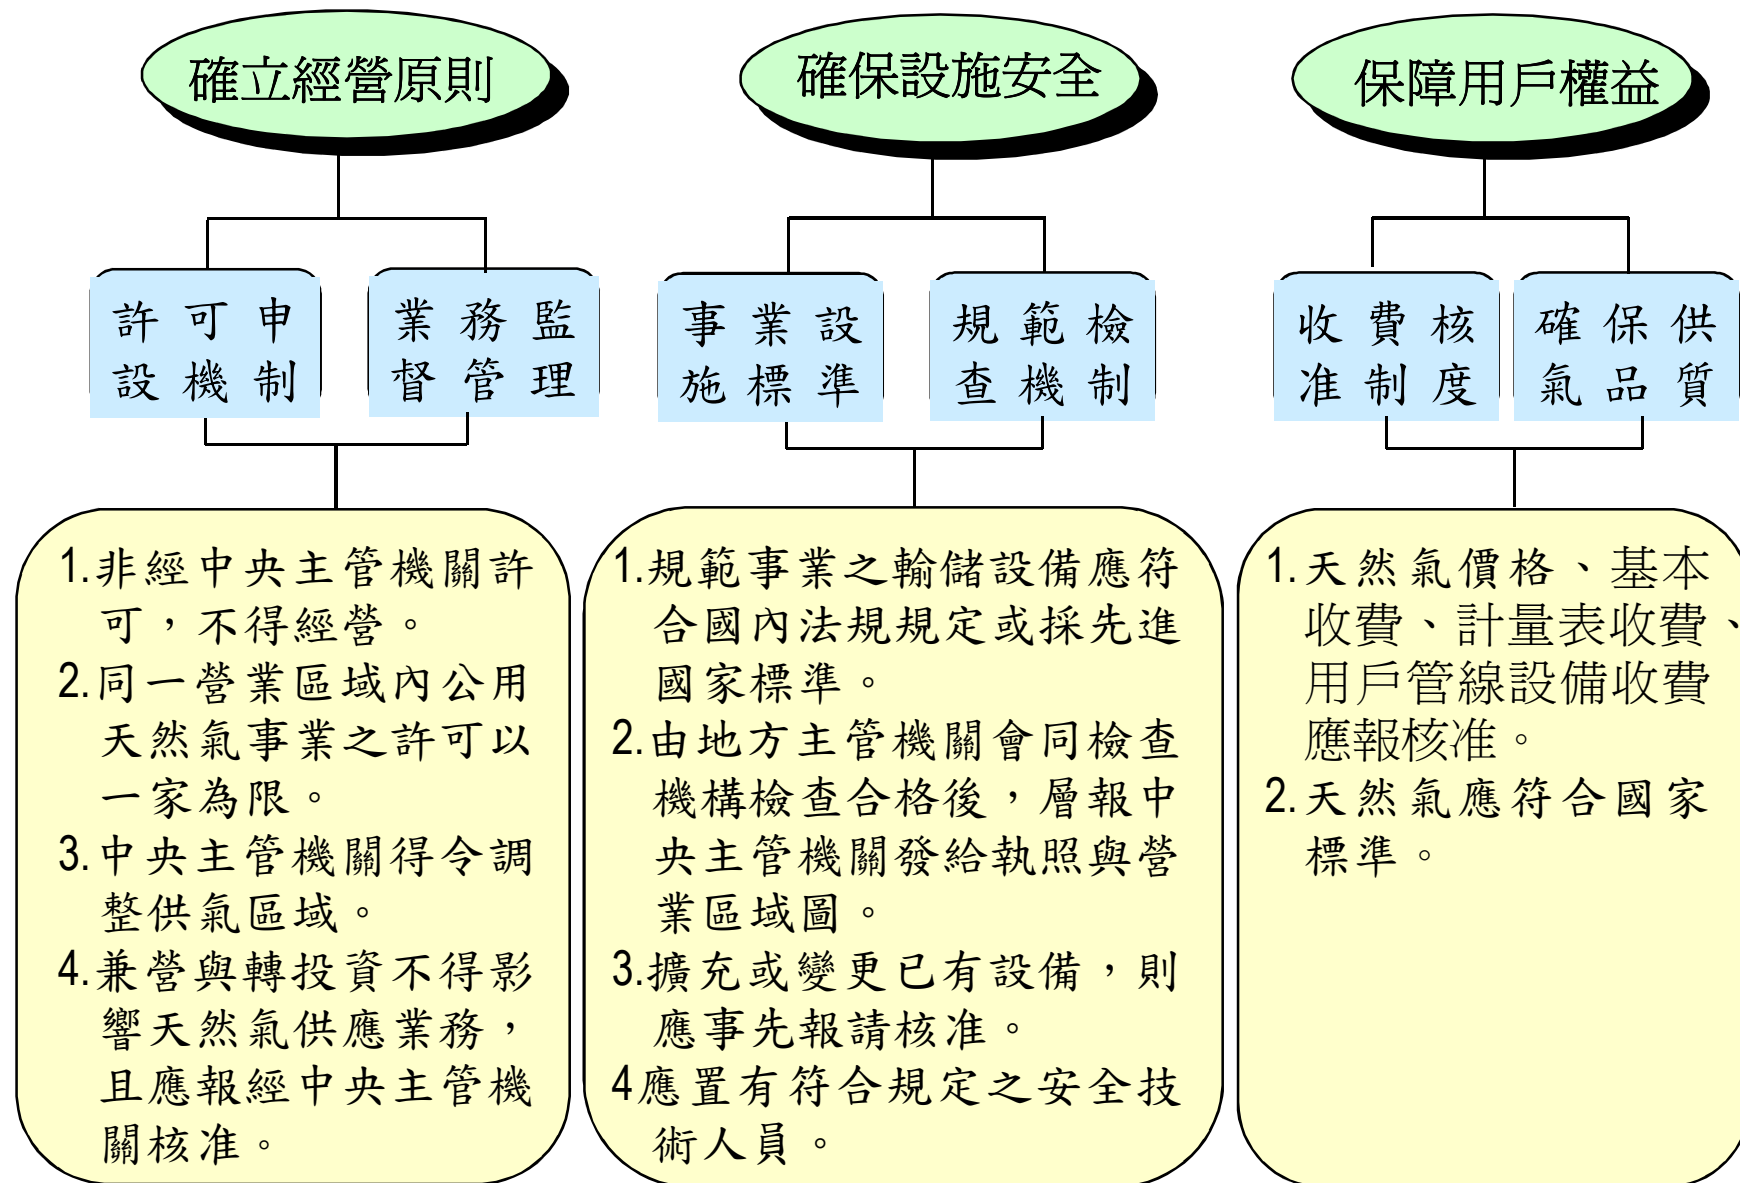 確立經營原則
許可申
設機制
業務監
督管理
1.非經中央主管機關許
可，不得經營。
2.同一營業區域內公用
天然氣事業之許可以
一家為限。
3.中央主管機關得令調
整供氣區域。
4.兼營與轉投資不得影
響天然氣供應業務，
且應報經中央主管機
關核准。
確保設施安全
事業設
施標準
規範檢
查機制
1.規範事業之輸儲設備應符
合國內法規規定或採先進
國家標準。
2.由地方主管機關會同檢查
機構檢查合格後，層報中
央主管機關發給執照與營
業區域圖。
3.擴充或變更已有設備，則
應事先報請核准。
4應置有符合規定之安全技
術人員。
保障用戶權益
收費核
准制度
確保供
氣品質
1.天然氣價格、基本
收費、計量表收費、
用戶管線設備收費
應報核准。
2.天然氣應符合國家
標準。